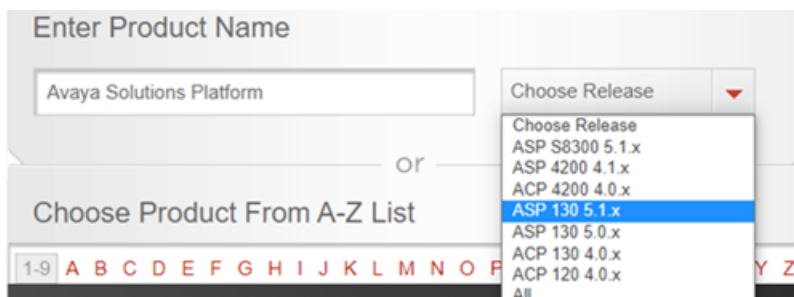 Enter Product Name
Avaya Solutions Platform
Choose Release
Choose Release
ASP S8300 5.1.x
ASP 4200 4.1.x
ACP 4200 4.0.x
or
ASP 130 5.1.x
Choose Product From A-Z List
ASP 130 5.0.x
ACP 130 4.0.x
ACP 120 4.0.x
All
1-9 A B C D E F G H I J K L M N O P Y Z